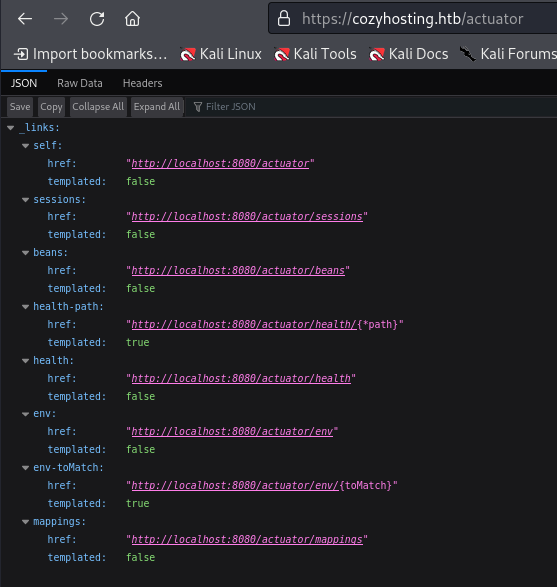 https://cozyhosting.htb/actuator
Import bookmarks… Kali Linux Kali Tools Kali Docs Kali Forums
JSON Raw Data Headers
Save Copy Collapse All Expand All Filter JSON
_links:
self:
href: "http://localhost:8080/actuator"
templated: false
sessions:
href: "http://localhost:8080/actuator/sessions"
templated: false
beans:
href: "http://localhost:8080/actuator/beans"
templated: false
health-path:
href: "http://localhost:8080/actuator/health/{*path}"
templated: true
health:
href: "http://localhost:8080/actuator/health"
templated: false
env:
href: "http://localhost:8080/actuator/env"
templated: false
env-toMatch:
href: "http://localhost:8080/actuator/env/{toMatch}"
templated: true
mappings:
href: "http://localhost:8080/actuator/mappings"
templated: false